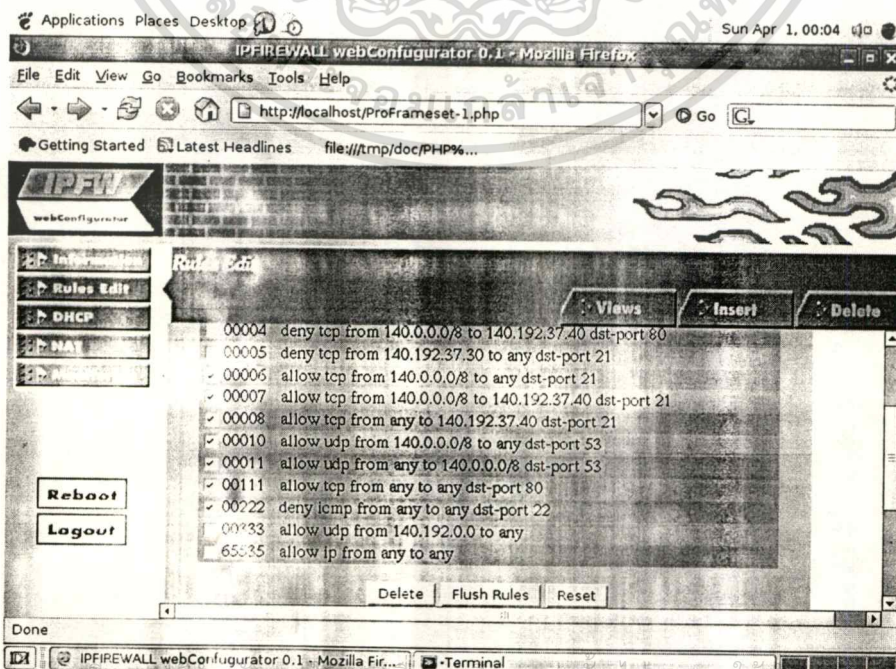 Applications Places Desktop
Sun Apr 1, 00:04
IPFIREWALL webConfugurator 0.1 - Mozilla Firefox
File Edit View Go Bookmarks Tools Help
http://localhost/ProFrameset-1.php
Go
Getting Started Latest Headlines file:///tmp/doc/PHP%...
IPFW
webConfigurator
Information
Rules Edit
DHCP
NAT
Reboot
Logout
Rules Edit
Views Insert Delete
00004 deny tcp from 140.0.0.0/8 to 140.192.37.40 dst-port 80
00005 deny tcp from 140.192.37.30 to any dst-port 21
00006 allow tcp from 140.0.0.0/8 to any dst-port 21
00007 allow tcp from 140.0.0.0/8 to 140.192.37.40 dst-port 21
00008 allow tcp from any to 140.192.37.40 dst-port 21
00010 allow udp from 140.0.0.0/8 to any dst-port 53
00011 allow udp from any to 140.0.0.0/8 dst-port 53
00111 allow tcp from any to any dst-port 80
00222 deny icmp from any to any dst-port 22
00333 allow udp from 140.192.0.0 to any
65535 allow ip from any to any
Delete Flush Rules Reset
Done
IPFIREWALL webConfugurator 0.1 - Mozilla Fir... -Terminal